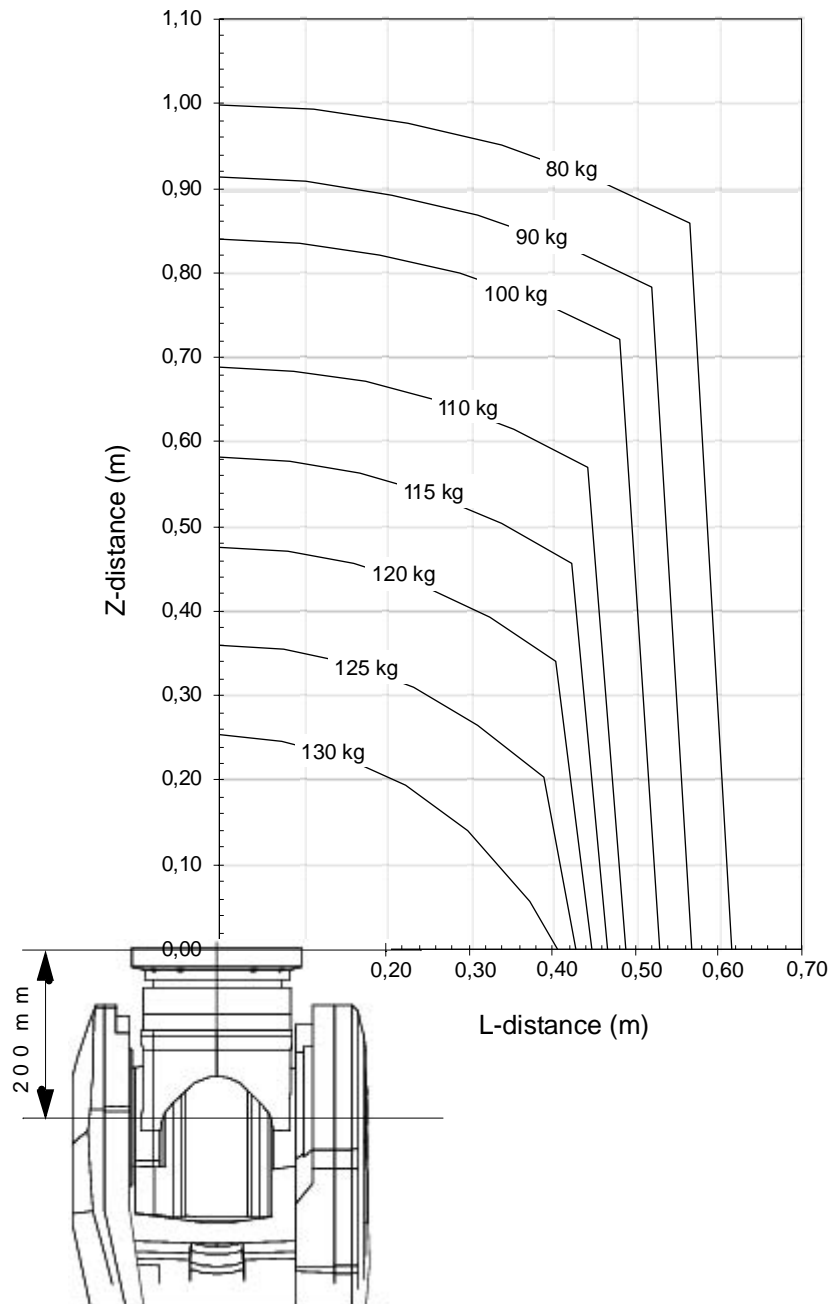 1,10
1,00
80 kg
0,90
90 kg
0,80
100 kg
0,70
110 kg
0,60
115 kg
0,50
120 kg
0,40
125 kg
0,30
130 kg
0,20
0,10
0,00
Z-distance (m)
0,20 0,30 0,40 0,50 0,60 0,70
L-distance (m)
200 mm